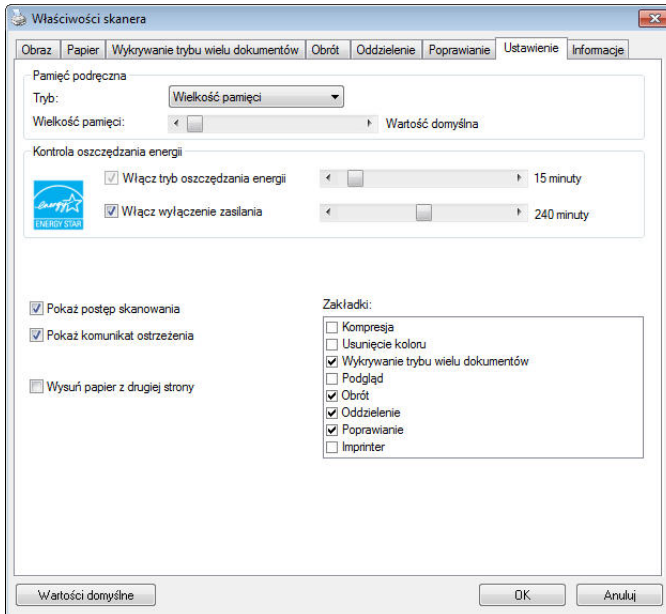 Właściwości skanera
Obraz Papier Wykrywanie trybu wielu dokumentów Obrót Oddzielenie Poprawianie Ustawienie Informacje
Pamięć podręczna
Tryb: Wielkość pamięci
Wielkość pamięci: Wartość domyślna
Kontrola oszczędzania energii
Włącz tryb oszczędzania energii 15 minuty
energy
ENERGY STAR
Włącz wyłączenie zasilania 240 minuty
Pokaż postęp skanowania
Pokaż komunikat ostrzeżenia
Wysuń papier z drugiej strony
Zakładki:
Kompresja
Usunięcie koloru
Wykrywanie trybu wielu dokumentów
Podgląd
Obrót
Oddzielenie
Poprawianie
Imprinter
Wartości domyślne OK Anuluj